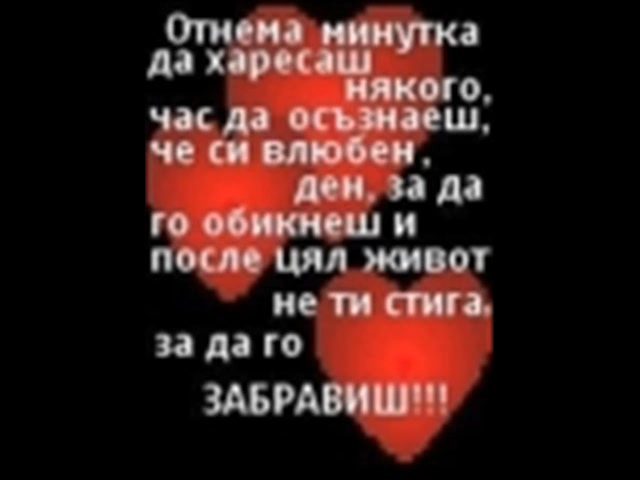 Отнема минутка
да харесаш
някого,
час да осъзнаеш,
че си влюбен,
ден, за да
го обикнеш и
после цял живот
не ти стига,
за да го
ЗАБРАВИШ!!!